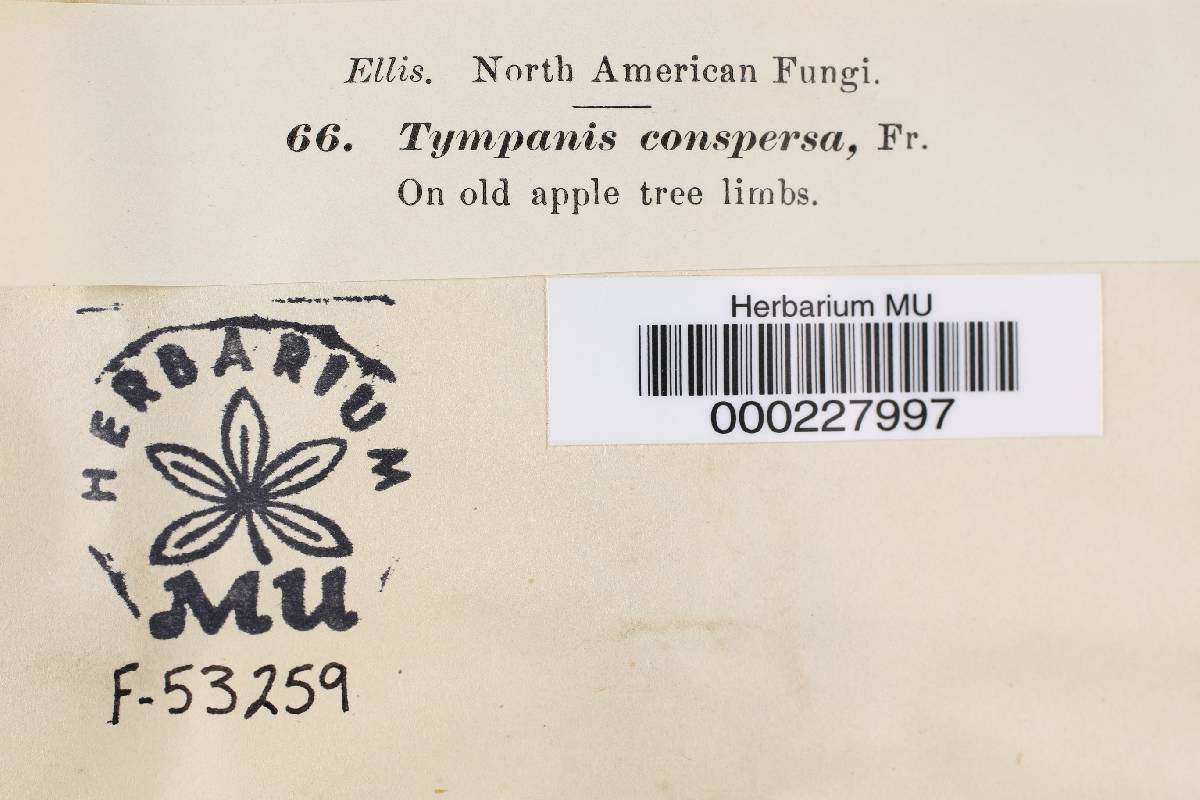 Ellis. North American Fungi.
66. Tympanis conspersa, Fr.
On old apple tree limbs.
Herbarium MU
000227997
HERBARIUM
MU
F-53259